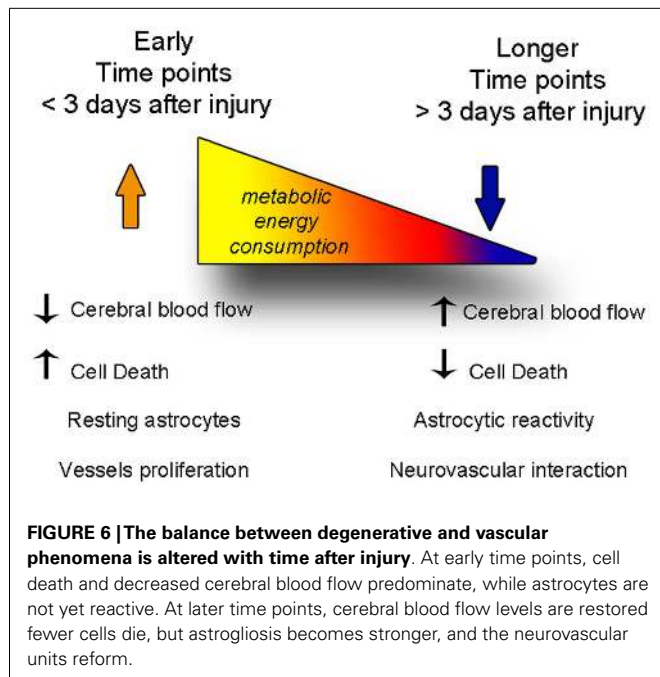 Early
Time points
< 3 days after injury
Longer
Time points
> 3 days after injury
metabolic
energy
consumption
↓ Cerebral blood flow
↑ Cell Death
Resting astrocytes
Vessels proliferation
↑ Cerebral blood flow
↓ Cell Death
Astrocytic reactivity
Neurovascular interaction
FIGURE 6 | The balance between degenerative and vascular
phenomena is altered with time after injury. At early time points, cell
death and decreased cerebral blood flow predominate, while astrocytes are
not yet reactive. At later time points, cerebral blood flow levels are restored
fewer cells die, but astrogliosis becomes stronger, and the neurovascular
units reform.